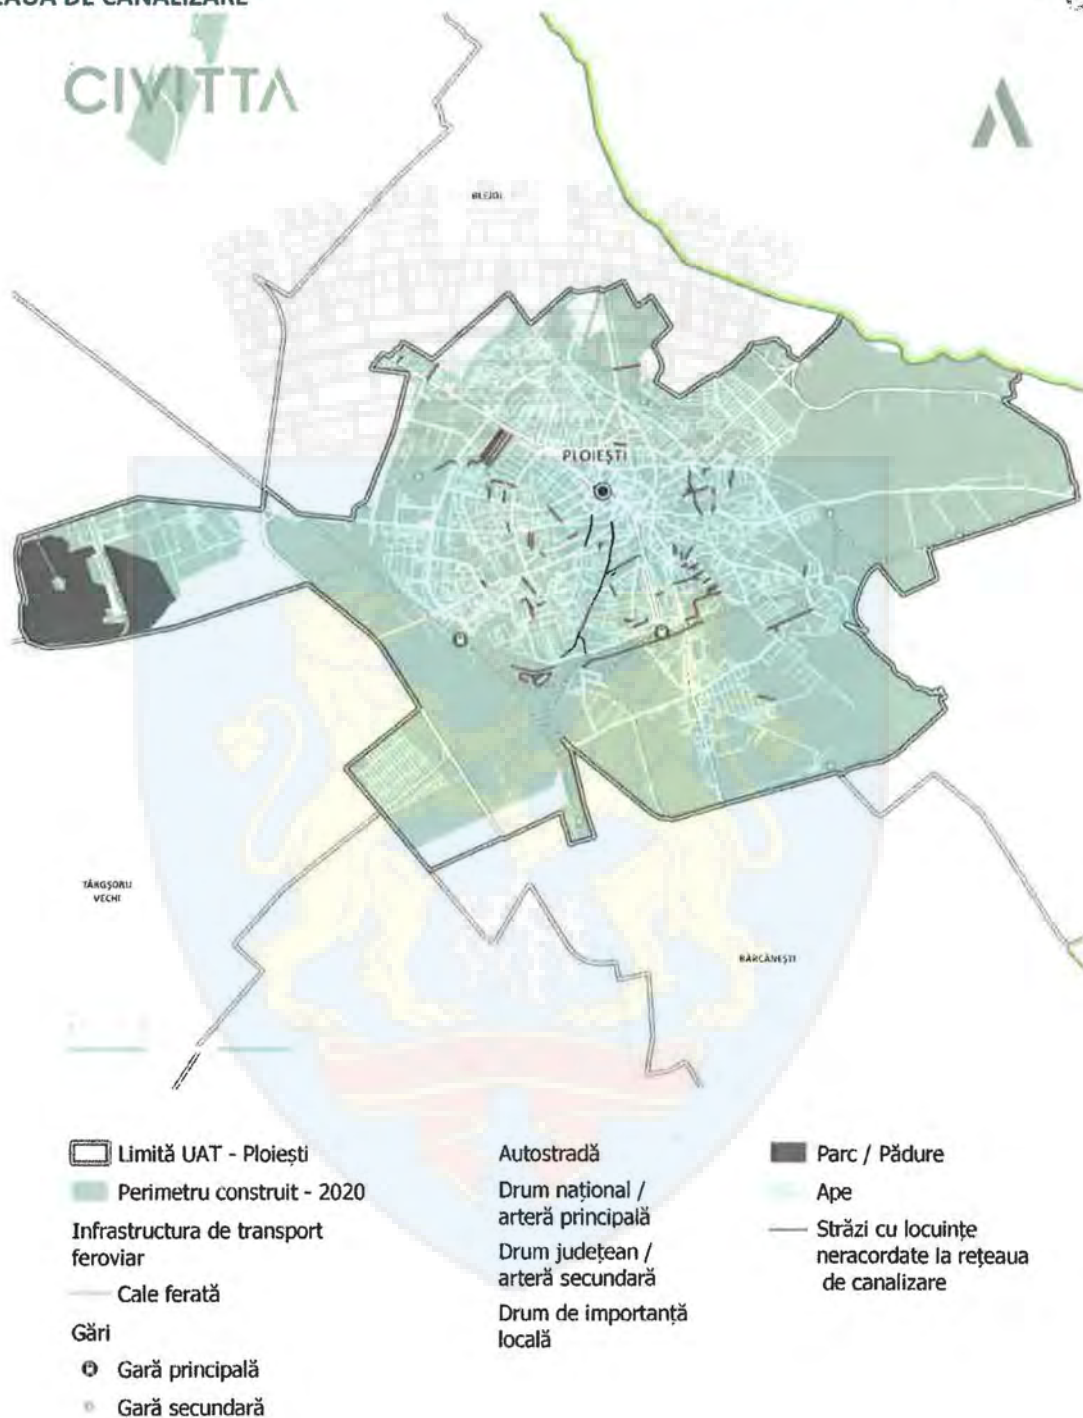 DE CANALIZARE
CIVITTA
BLEJOI
PLOIEȘTI
TÂRGȘORU
VECHI
BĂRCĂNEȘTI
Limită UAT - Ploiești
Perimetru construit - 2020
Infrastructura de transport
feroviar
Cale ferată
Gări
Gară principală
Gară secundară
Autostradă
Drum național /
arteră principală
Drum județean /
arteră secundară
Drum de importanță
locală
Parc / Pădure
Ape
Străzi cu locuințe
neracordate la rețeaua
de canalizare